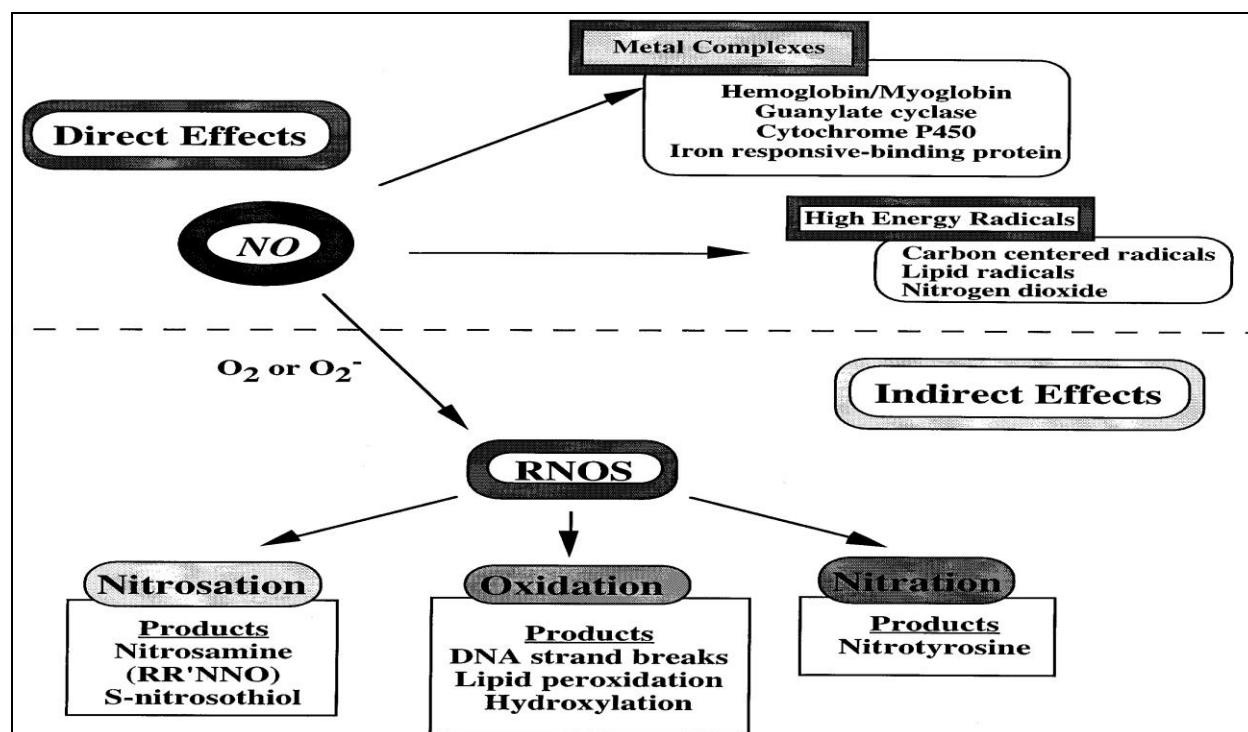 Metal Complexes
Hemoglobin/Myoglobin
Guanylate cyclase
Cytochrome P450
Iron responsive-binding protein
Direct Effects
NO
High Energy Radicals
Carbon centered radicals
Lipid radicals
Nitrogen dioxide
O₂ or O₂⁻
Indirect Effects
RNOS
Nitrosation
Products
Nitrosamine
(RR'NNO)
S-nitrosothiol
Oxidation
Products
DNA strand breaks
Lipid peroxidation
Hydroxylation
Nitration
Products
Nitrotyrosine